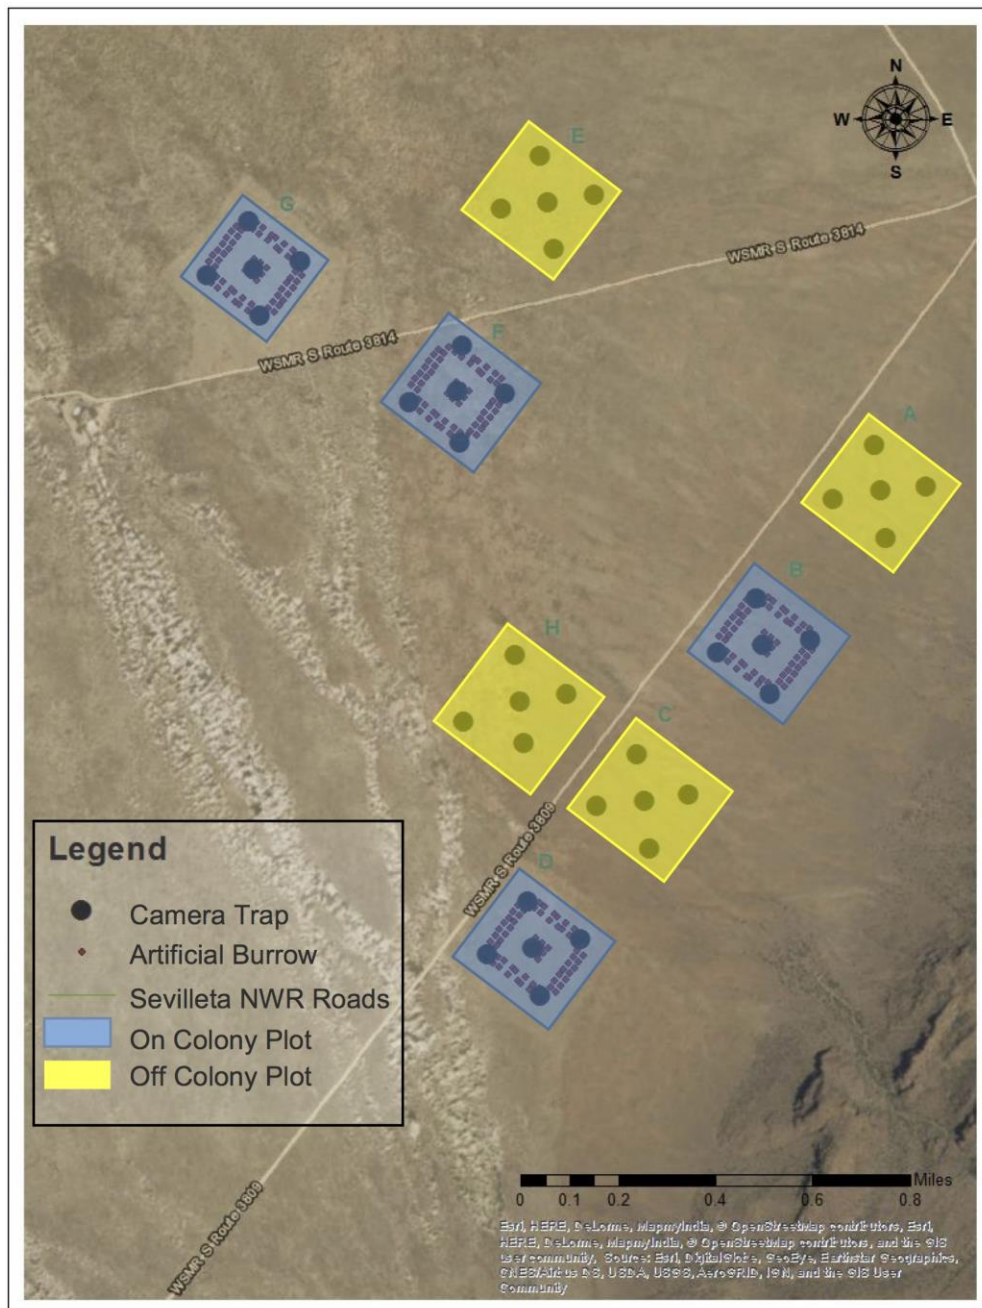 N
W E
S
E
G
WSMR S Route 3814
F
WSMR S Route 3814
A
B
H
C
WSMR S Route 3809
D
Legend
Camera Trap
Artificial Burrow
Sevilleta NWR Roads
On Colony Plot
Off Colony Plot
WSMR S Route 3809
Miles
0 0.1 0.2 0.4 0.6 0.8
Esri, HERE, DeLorme, MapmyIndia, © OpenStreetMap contributors, Esri,
HERE, DeLorme, MapmyIndia, © OpenStreetMap contributors, and the GIS
user community, Source: Esri, DigitalGlobe, GeoEye, Earthstar Geographics,
CNES/Airbus DS, USDA, USGS, AeroGRID, IGN, and the GIS User
Community